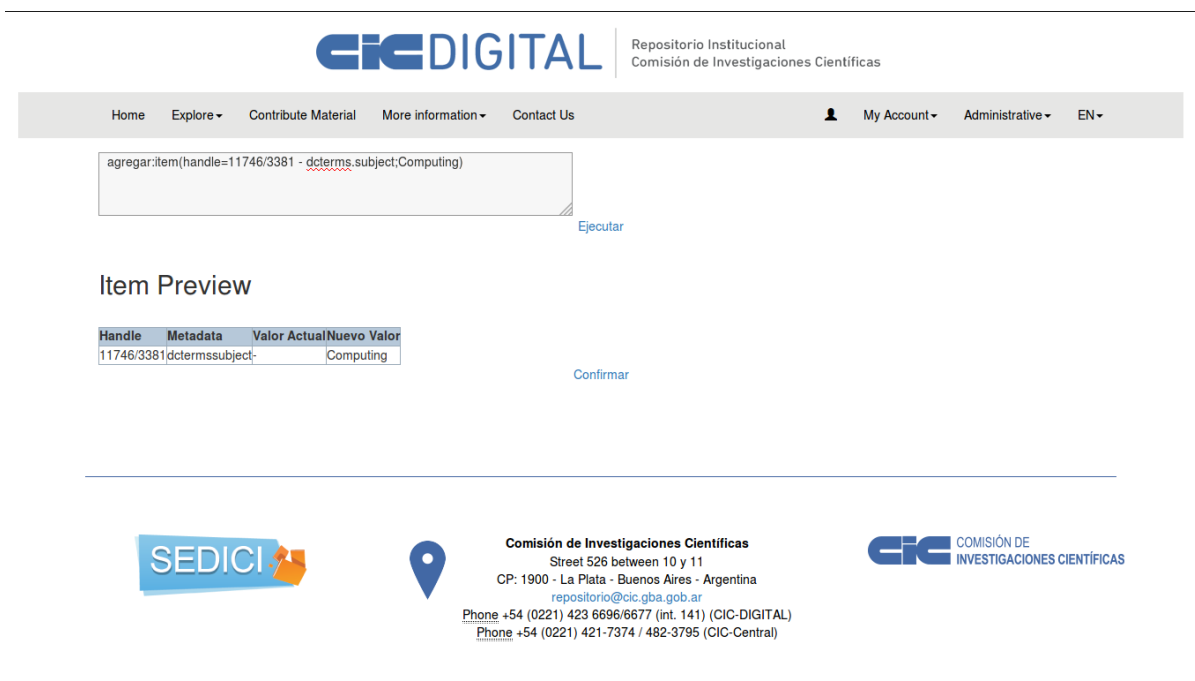 CIC DIGITAL
Repositorio Institucional
Comisión de Investigaciones Científicas
Home Explore Contribute Material More information Contact Us My Account Administrative EN
agregar:item(handle=11746/3381 - dcterms.subject;Computing)
Ejecutar
Item Preview
Handle Metadata Valor Actual Nuevo Valor
11746/3381 dctermssubject - Computing
Confirmar
SEDICI
Comisión de Investigaciones Científicas
Street 526 between 10 y 11
CP: 1900 - La Plata - Buenos Aires - Argentina
repositorio@cic.gba.gob.ar
Phone +54 (0221) 423 6696/6677 (int. 141) (CIC-DIGITAL)
Phone +54 (0221) 421-7374 / 482-3795 (CIC-Central)
CIC
COMISIÓN DE
INVESTIGACIONES CIENTÍFICAS